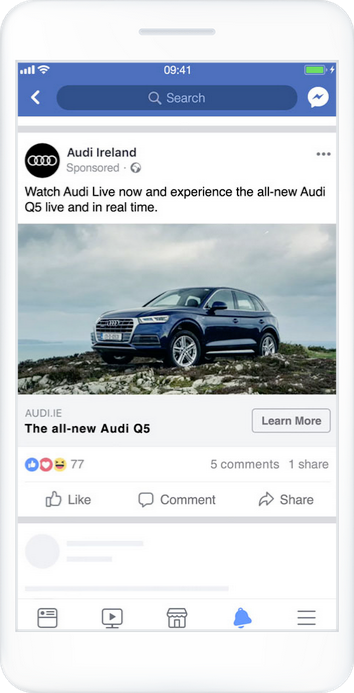 09:41
Search
Audi Ireland
Sponsored ·
Watch Audi Live now and experience the all-new Audi
Q5 live and in real time.
AUDI.IE
The all-new Audi Q5
Learn More
77
5 comments 1 share
Like
Comment
Share